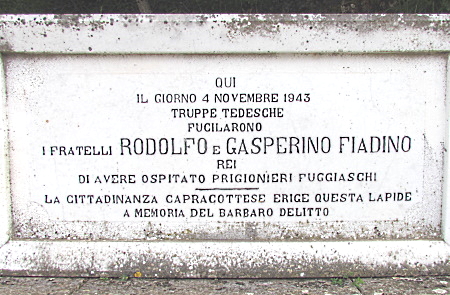 QUI
IL GIORNO 4 NOVEMBRE 1943
TRUPPE TEDESCHE
FUCILARONO
I FRATELLI RODOLFO E GASPERINO FIADINO
REI
DI AVERE OSPITATO PRIGIONIERI FUGGIASCHI
LA CITTADINANZA CAPRACOTTESE ERIGE QUESTA LAPIDE
A MEMORIA DEL BARBARO DELITTO